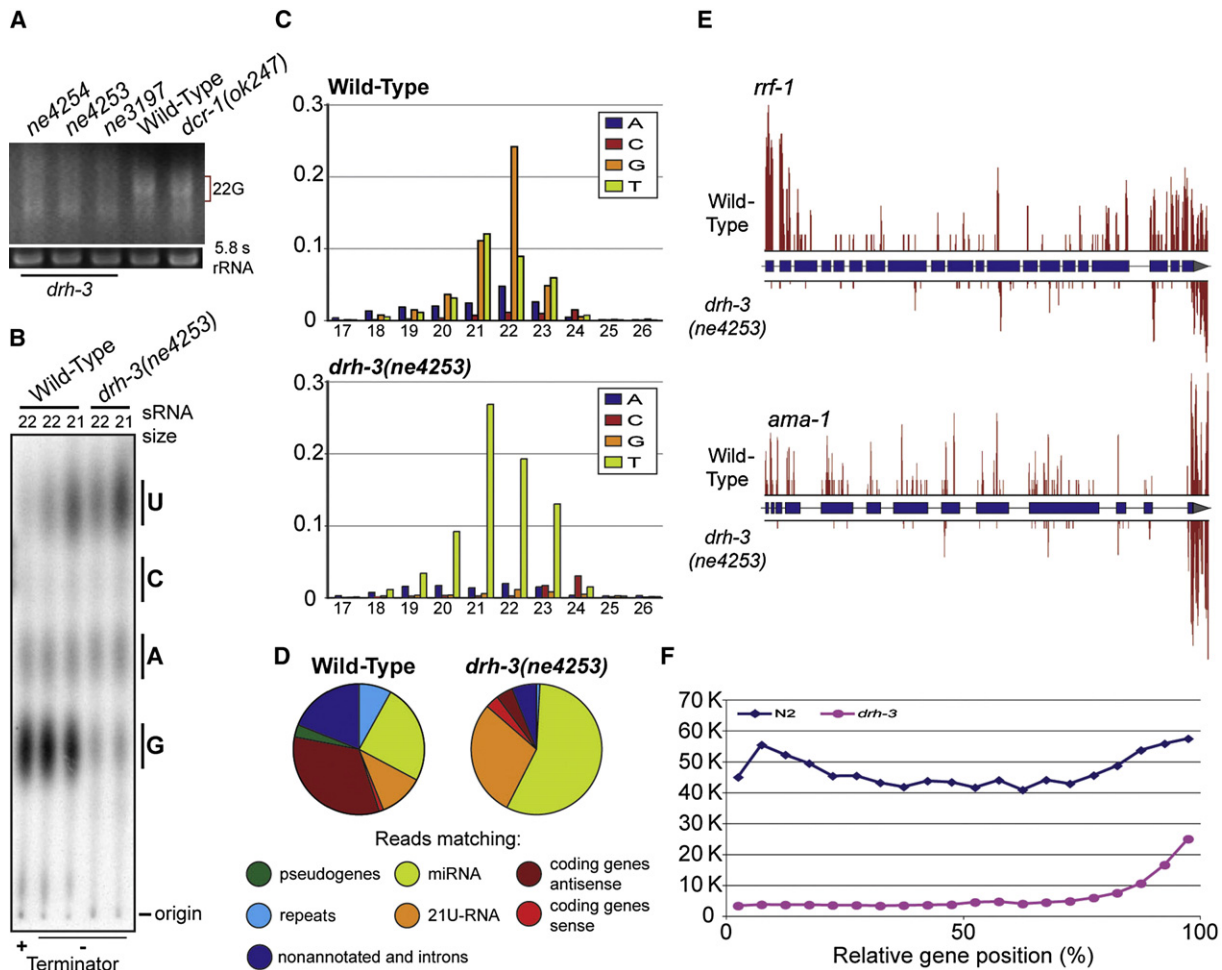 A
ne4254
ne4253
ne3197
Wild-Type
dcr-1(ok247)
22G
5.8 s
rRNA
drh-3
B
Wild-Type
drh-3(ne4253)
22 22 21 22 21
sRNA
size
U
C
A
G
origin
+ -
Terminator
C
Wild-Type
0.3
0.2
0.1
0
A
C
G
T
17 18 19 20 21 22 23 24 25 26
drh-3(ne4253)
0.3
0.2
0.1
0
A
C
G
T
17 18 19 20 21 22 23 24 25 26
D
Wild-Type
drh-3(ne4253)
Reads matching:
pseudogenes
miRNA
coding genes
antisense
repeats
21U-RNA
coding genes
sense
nonannotated and introns
E
rrf-1
Wild-
Type
drh-3
(ne4253)
ama-1
Wild-
Type
drh-3
(ne4253)
F
70 K
60 K
50 K
40 K
30 K
20 K
10 K
0
N2
drh-3
0 50 100
Relative gene position (%)